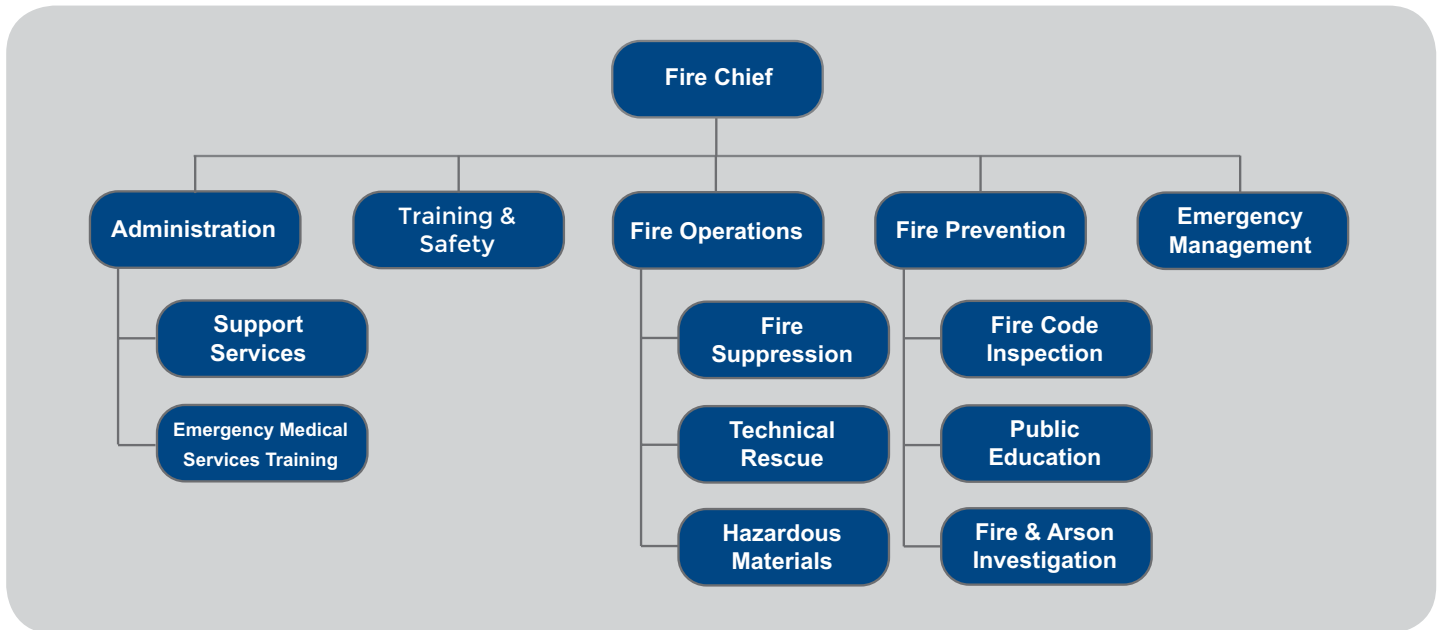 Fire Chief
Administration
Training &
Safety
Fire Operations
Fire Prevention
Emergency
Management
Support
Services
Emergency Medical
Services Training
Fire
Suppression
Technical
Rescue
Hazardous
Materials
Fire Code
Inspection
Public
Education
Fire & Arson
Investigation